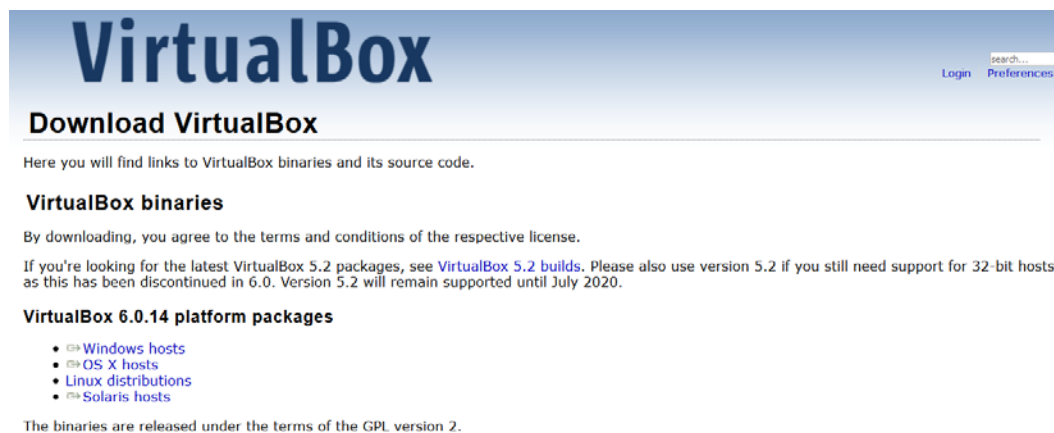 VirtualBox
search...
Login Preferences
Download VirtualBox
Here you will find links to VirtualBox binaries and its source code.
VirtualBox binaries
By downloading, you agree to the terms and conditions of the respective license.
If you're looking for the latest VirtualBox 5.2 packages, see VirtualBox 5.2 builds. Please also use version 5.2 if you still need support for 32-bit hosts
as this has been discontinued in 6.0. Version 5.2 will remain supported until July 2020.
VirtualBox 6.0.14 platform packages
• Windows hosts
• OS X hosts
• Linux distributions
• Solaris hosts
The binaries are released under the terms of the GPL version 2.